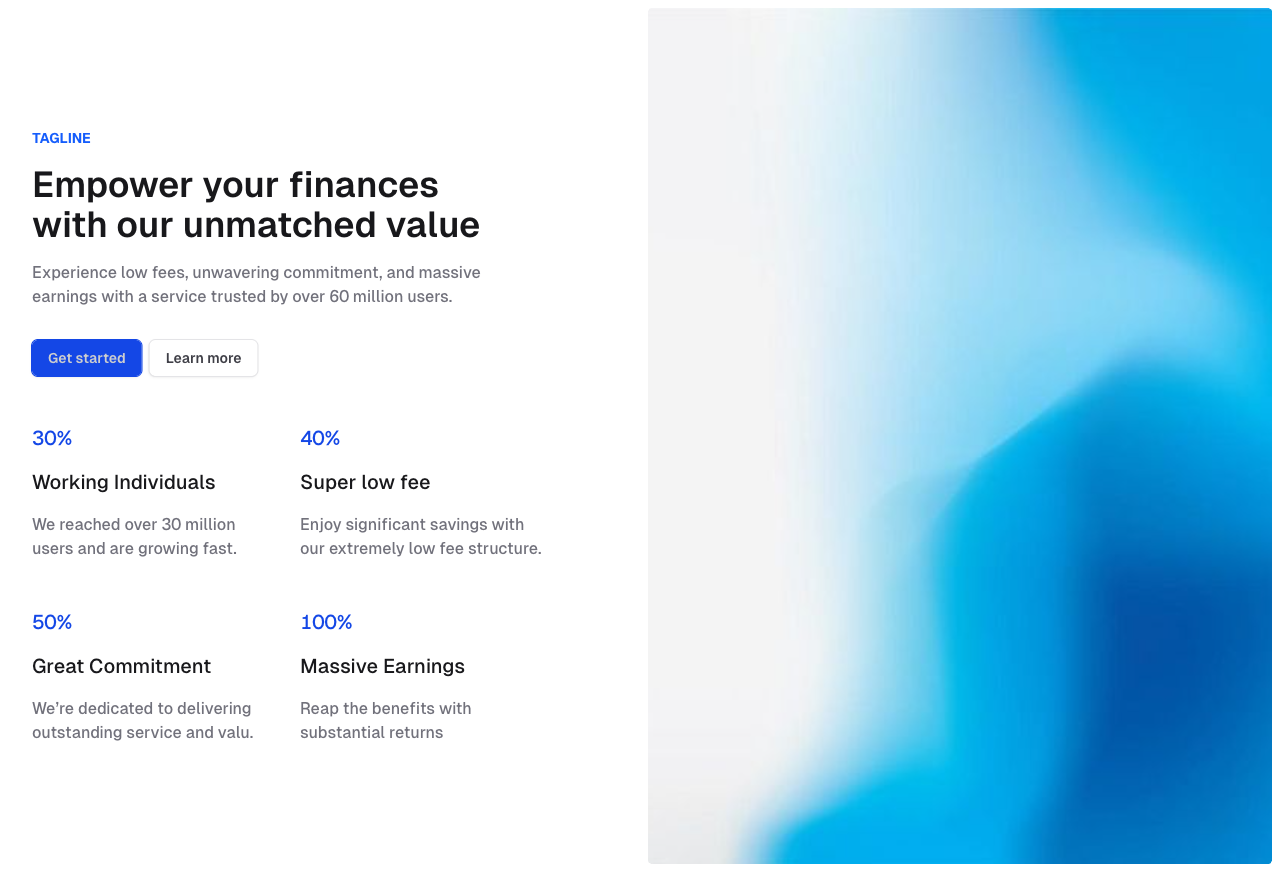 TAGLINE
Empower your finances
with our unmatched value
Experience low fees, unwavering commitment, and massive
earnings with a service trusted by over 60 million users.
Get started
Learn more
30%
Working Individuals
We reached over 30 million
users and are growing fast.
40%
Super low fee
Enjoy significant savings with
our extremely low fee structure.
50%
Great Commitment
We’re dedicated to delivering
outstanding service and valu.
100%
Massive Earnings
Reap the benefits with
substantial returns